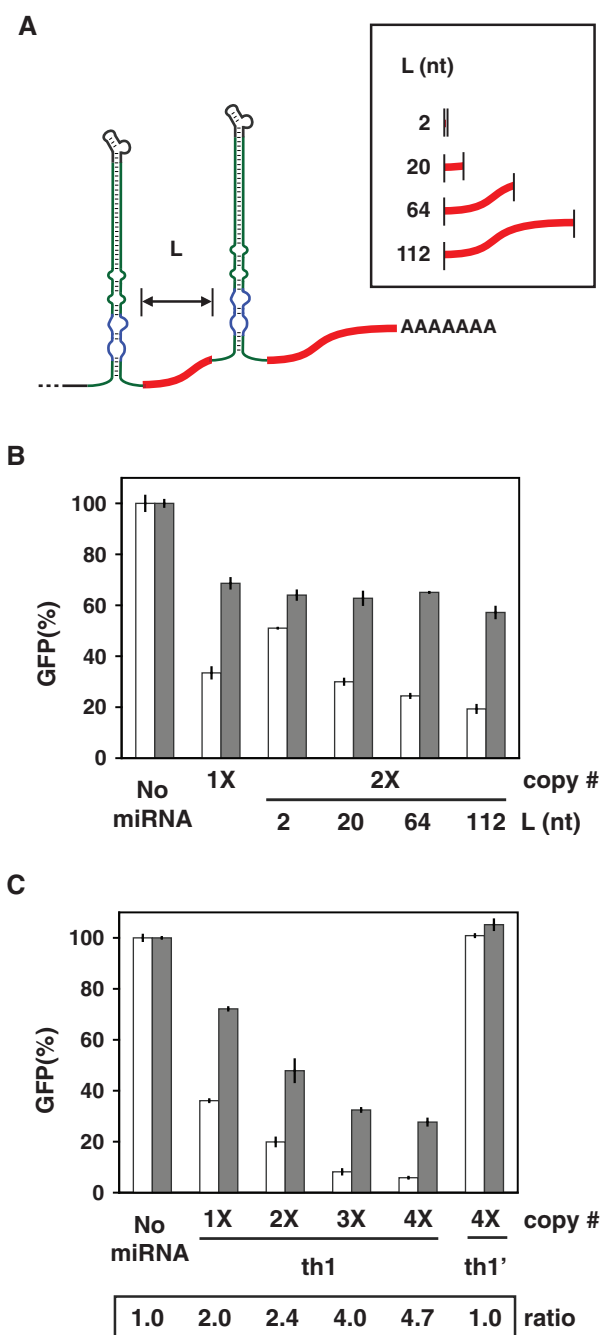 A
L (nt)
2
20
64
112
L
AAAAAAA
B
GFP(%)
100
80
60
40
20
0
No miRNA
1X
2X
copy #
2 20 64 112 L (nt)
C
GFP(%)
100
80
60
40
20
0
No miRNA
1X 2X 3X 4X 4X copy #
th1 th1’
1.0 2.0 2.4 4.0 4.7 1.0 ratio